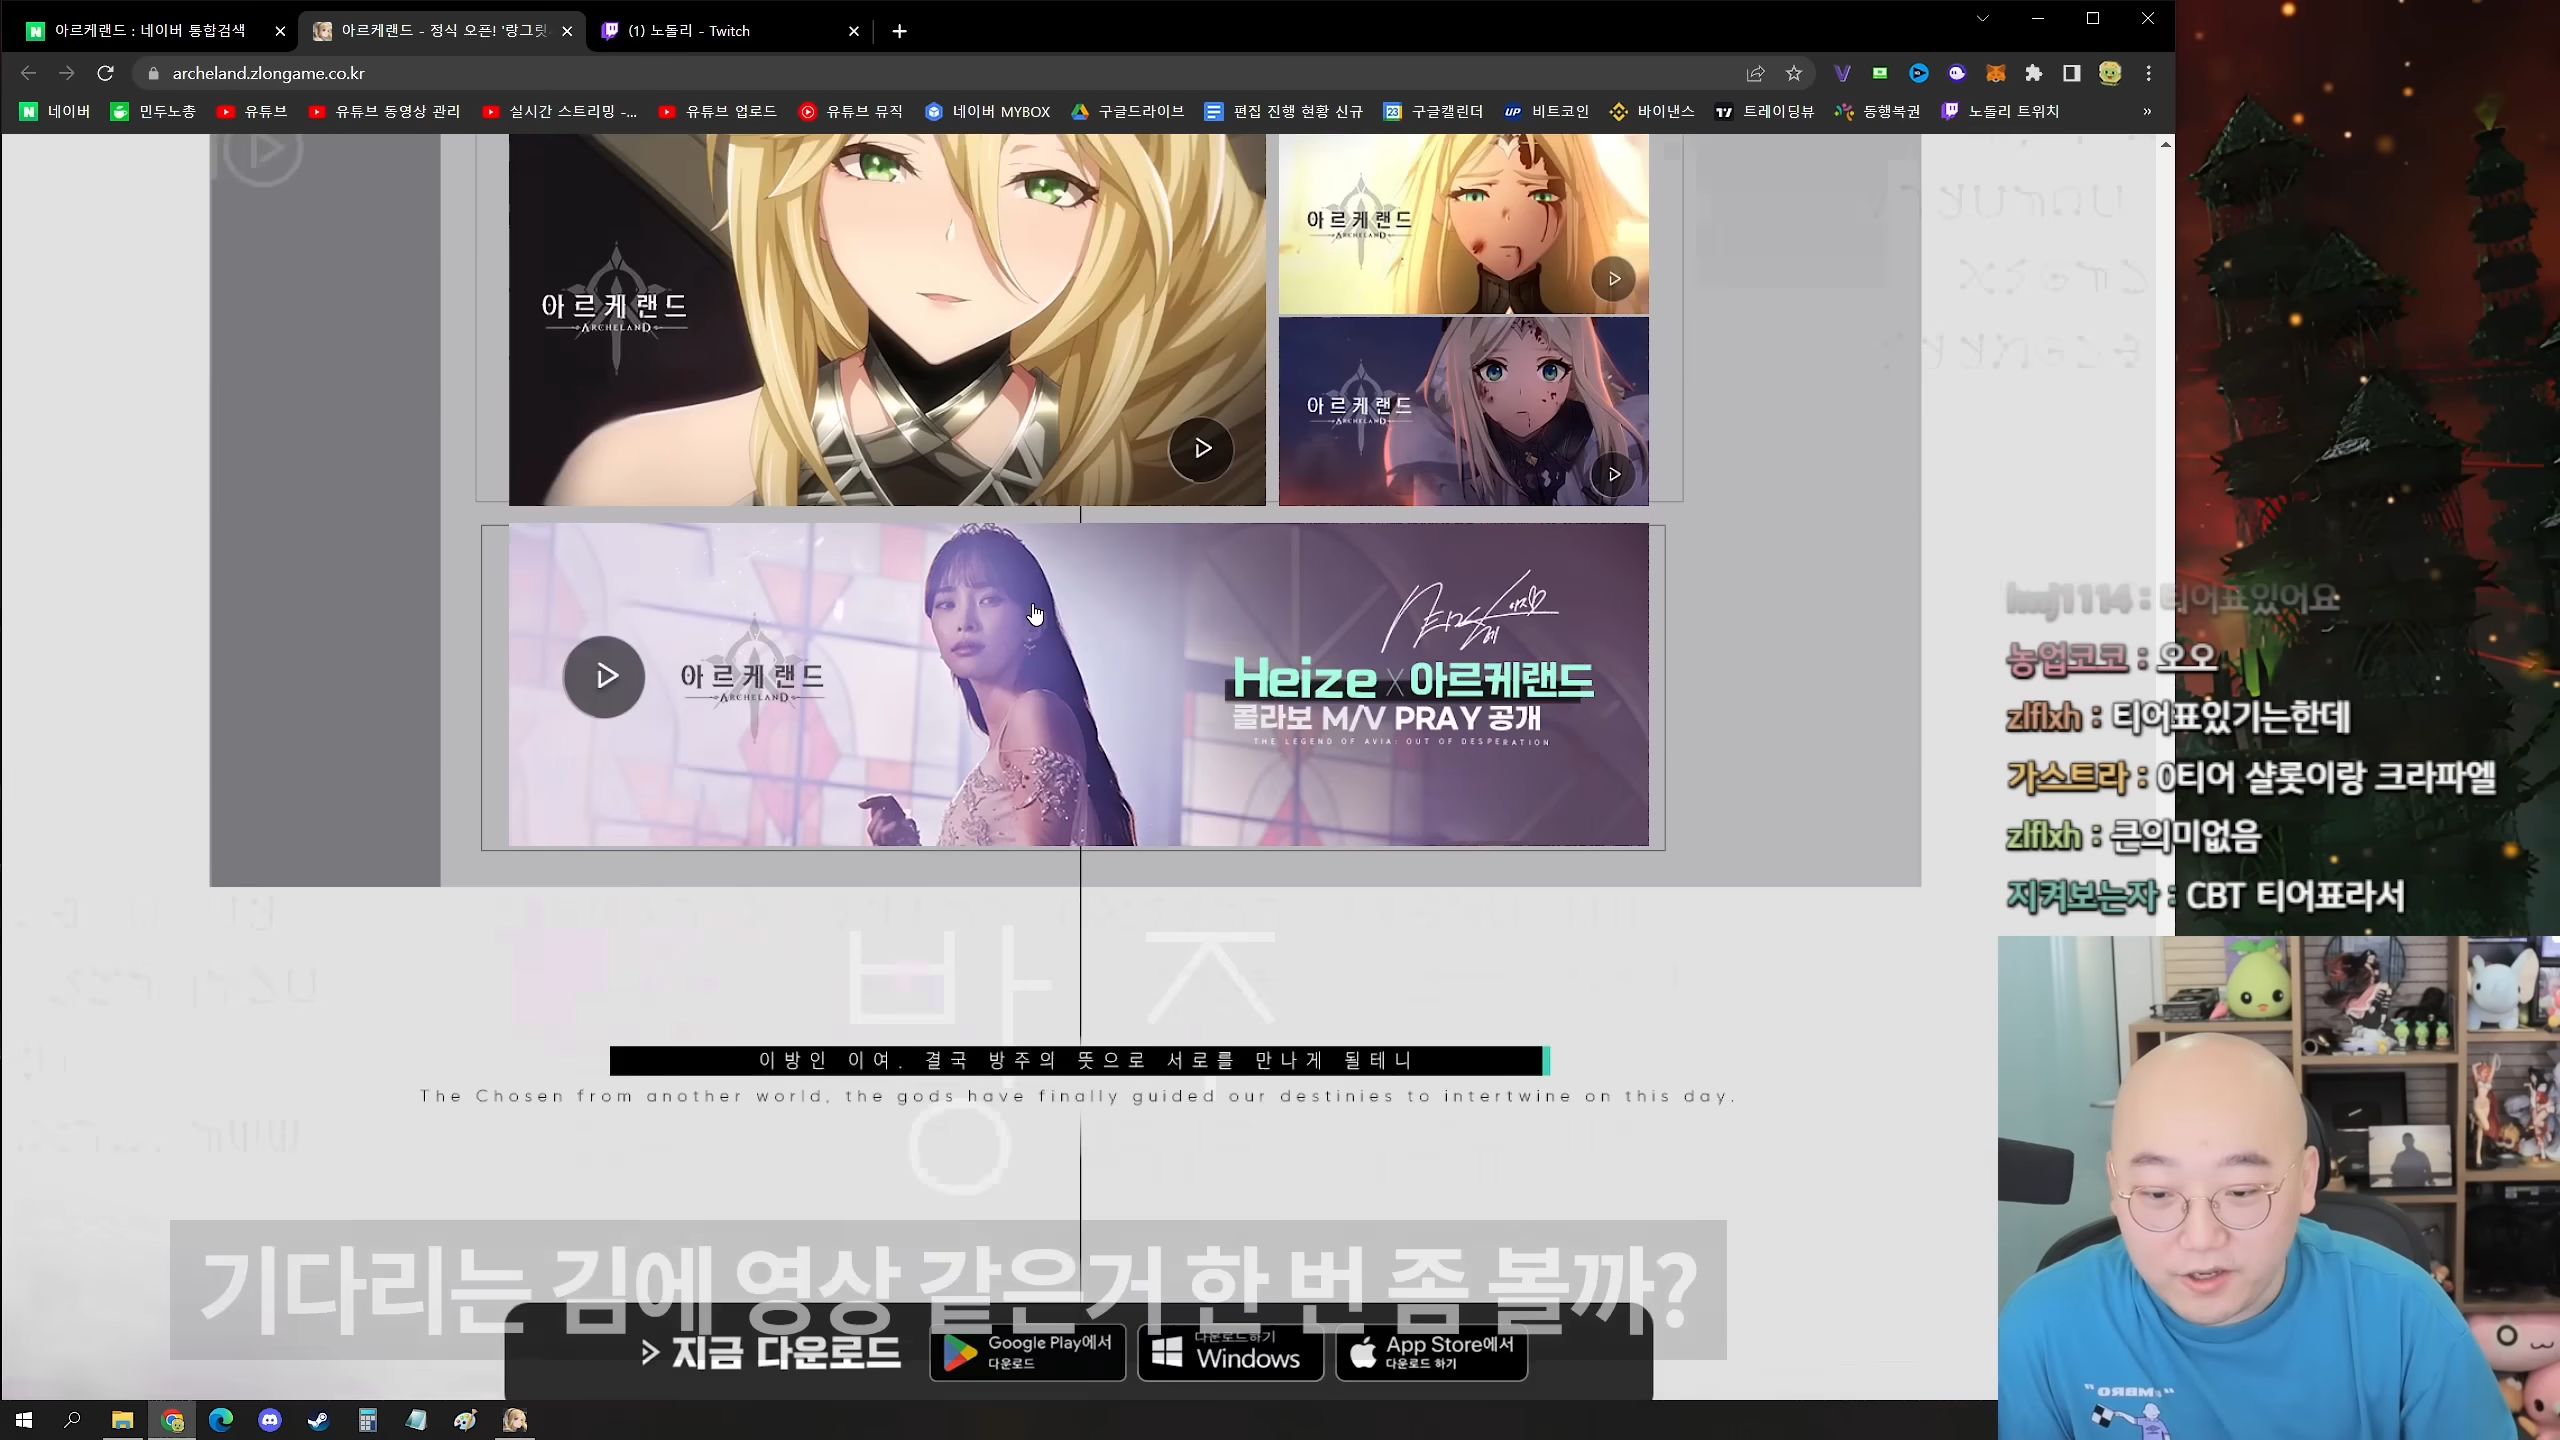 아르케랜드 : 네이버 통합검색
아르케랜드 - 정식 오픈! '랑그릿
(1) 노돌리 - Twitch
archeland.zlongame.co.kr
네이버
민두노총
유튜브
유튜브 동영상 관리
실시간 스트리밍 -...
유튜브 업로드
유튜브 뮤직
네이버 MYBOX
구글드라이브
편집 진행 현황 신규
23
구글캘린더
UP
비트코인
바이낸스
트레이딩뷰
동행복권
노돌리 트위치
»
아르케랜드
ARCHELAND
아르케랜드
ARCHELAND
아르케랜드
ARCHELAND
아르케랜드
ARCHELAND
Heize X 아르케랜드
콜라보 M/V PRAY 공개
THE LEGEND OF AVIA: OUT OF DESPERATION
티어표있어요
농업코코 : 오오
zlflxh : 티어표있기는한데
가스트라 : 0티어 샬롯이랑 크라파엘
zlflxh : 큰의미없음
지켜보는자 : CBT 티어표라서
방주
이방인 이여. 결국 방주의 뜻으로 서로를 만나게 될테니
The Chosen from another world, the gods have finally guided our destinies to intertwine on this day.
기다리는 김에 영상 같은거 한 번 좀 볼까?
> 지금 다운로드
Google Play에서
다운로드
다운로드하기
Windows
App Store에서
다운로드 하기